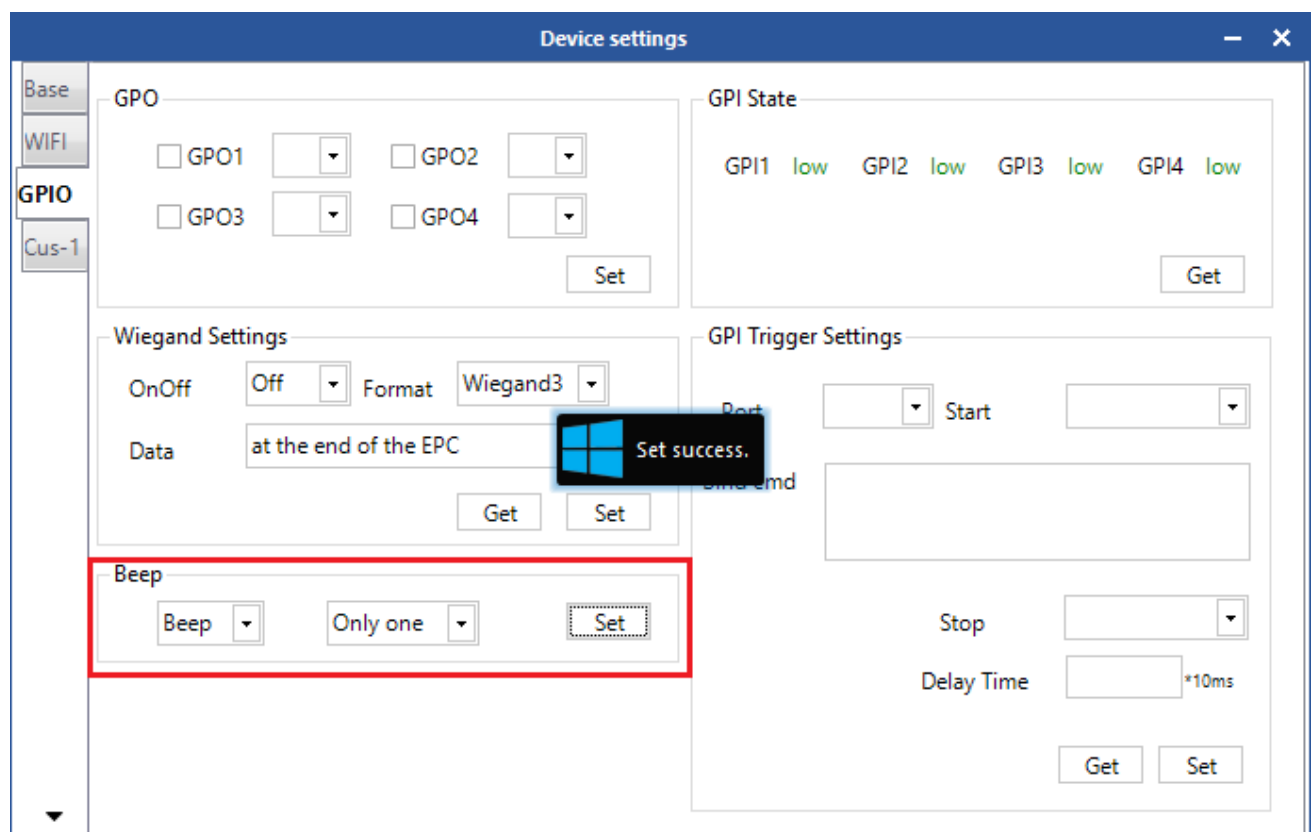 Device settings
Base
WIFI
GPIO
Cus-1
GPO
GPO1
GPO2
GPO3
GPO4
Set
GPI State
GPI1 low GPI2 low GPI3 low GPI4 low
Get
Wiegand Settings
OnOff Off Format Wiegand3
Data at the end of the EPC
Get Set
Set success.
Beep
Beep Only one Set
GPI Trigger Settings
Port Start
cmd
Stop
Delay Time *10ms
Get Set